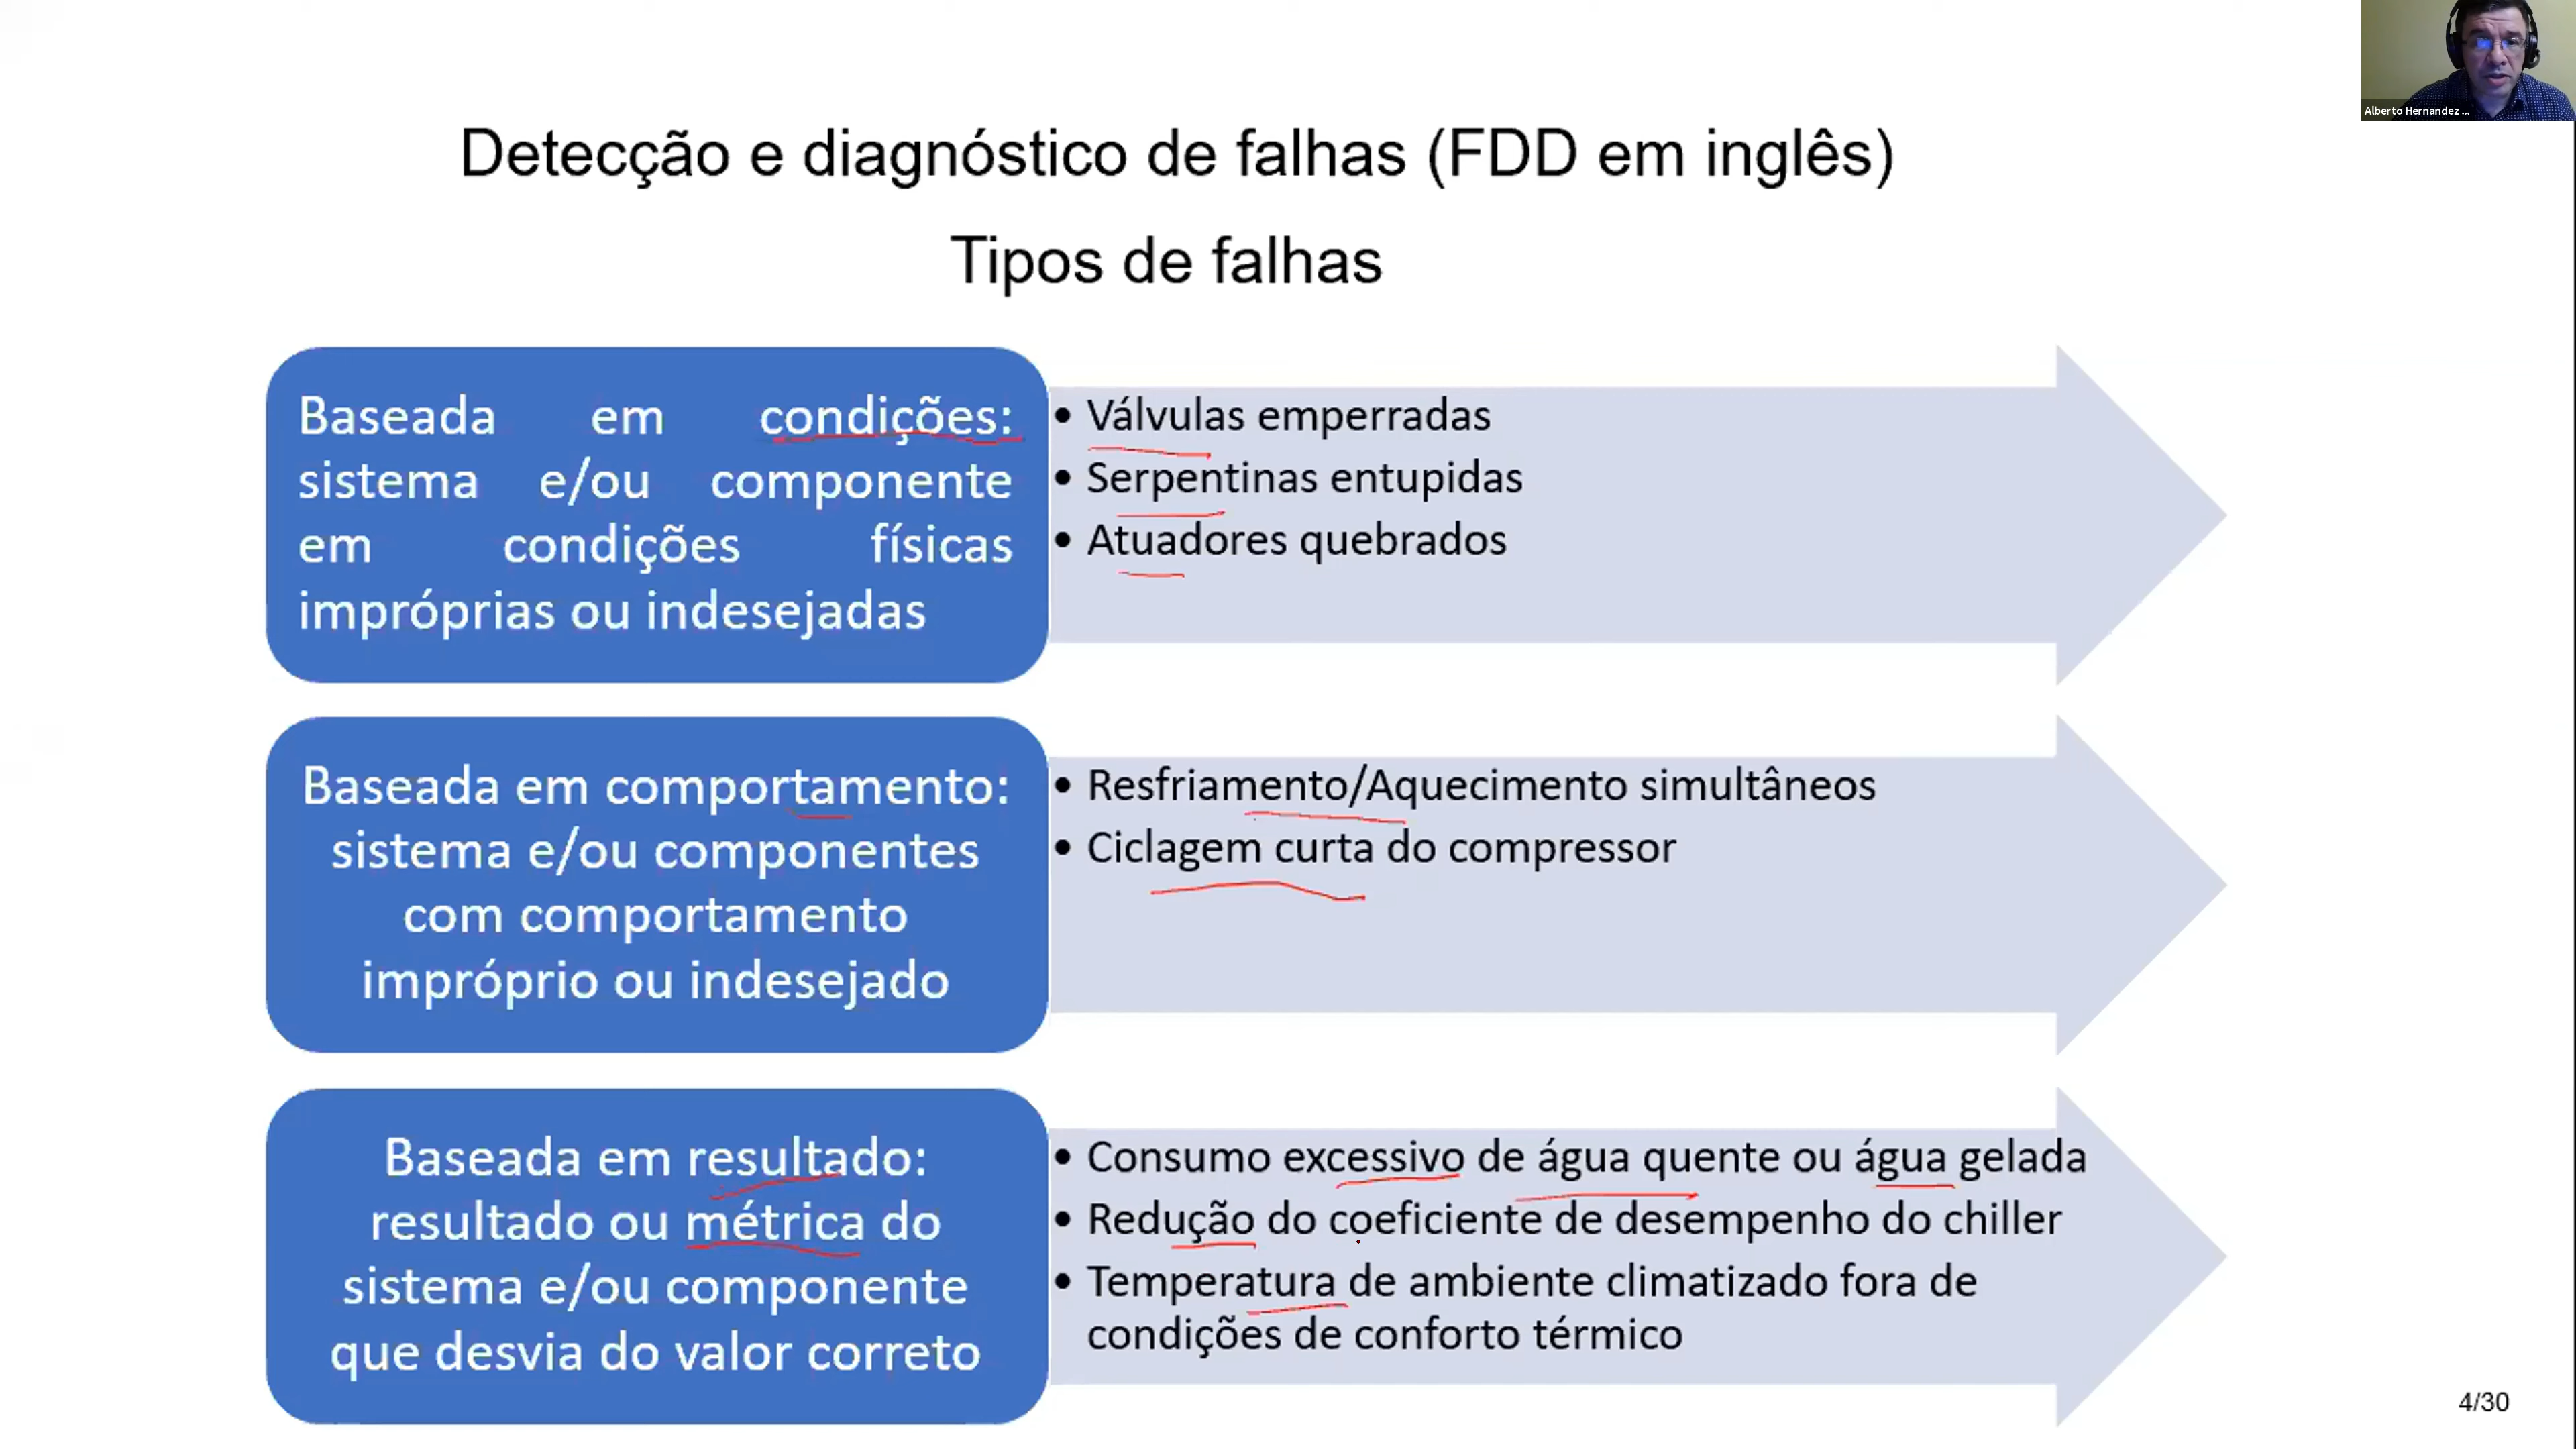 Alberto Hernandez ...
Detecção e diagnóstico de falhas (FDD em inglês)
Tipos de falhas
Baseada em condições:
sistema e/ou componente
em condições físicas
impróprias ou indesejadas
• Válvulas emperradas
• Serpentinas entupidas
• Atuadores quebrados
Baseada em comportamento:
sistema e/ou componentes
com comportamento
impróprio ou indesejado
• Resfriamento/Aquecimento simultâneos
• Ciclagem curta do compressor
Baseada em resultado:
resultado ou métrica do
sistema e/ou componente
que desvia do valor correto
• Consumo excessivo de água quente ou água gelada
• Redução do coeficiente de desempenho do chiller
• Temperatura de ambiente climatizado fora de
condições de conforto térmico
4/30